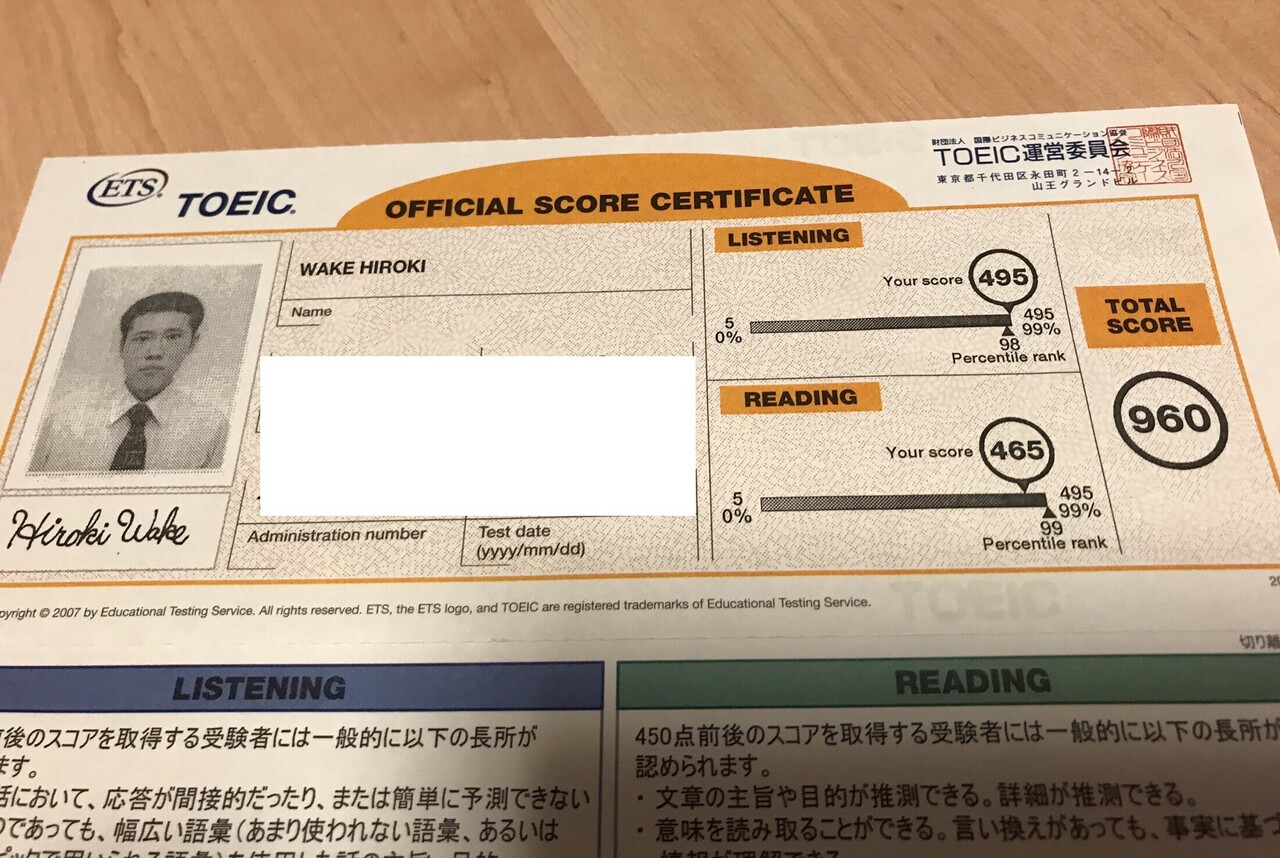 ETS®
TOEIC®
OFFICIAL SCORE CERTIFICATE
財団法人 国際ビジネスコミュニケーション協会
TOEIC運営委員会
東京都千代田区永田町2-14-2
山王グランドビル
WAKE HIROKI
Name
Hiroki Wake
Administration number
Test date
(yyyy/mm/dd)
LISTENING
Your score 495
5
0%
495
99%
98
Percentile rank
READING
Your score 465
5
0%
495
99%
99
Percentile rank
TOTAL
SCORE
960
pyright © 2007 by Educational Testing Service. All rights reserved. ETS, the ETS logo, and TOEIC are registered trademarks of Educational Testing Service.
20
切り離
LISTENING
後のスコアを取得する受験者には一般的に以下の長所が
ます。
において、応答が間接的だったり、または簡単に予測できない
であっても、幅広い語彙(あまり使われない語彙、あるいは
READING
450点前後のスコアを取得する受験者には一般的に以下の長所が
認められます。
・文章の主旨や目的が推測できる。詳細が推測できる。
・意味を読み取ることができる。言い換えがあっても、事実に基づ